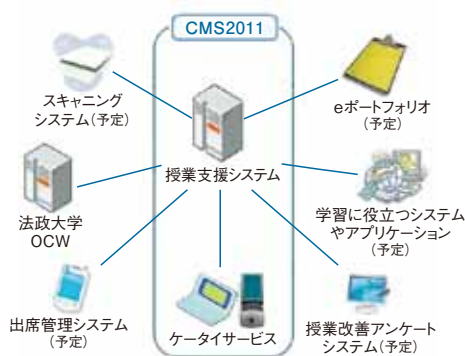 CMS2011
スキャニング
システム(予定)
eポートフォリオ
(予定)
授業支援システム
法政大学
OCW
学習に役立つシステム
やアプリケーション
(予定)
出席管理システム
(予定)
ケータイサービス
授業改善アンケート
システム(予定)